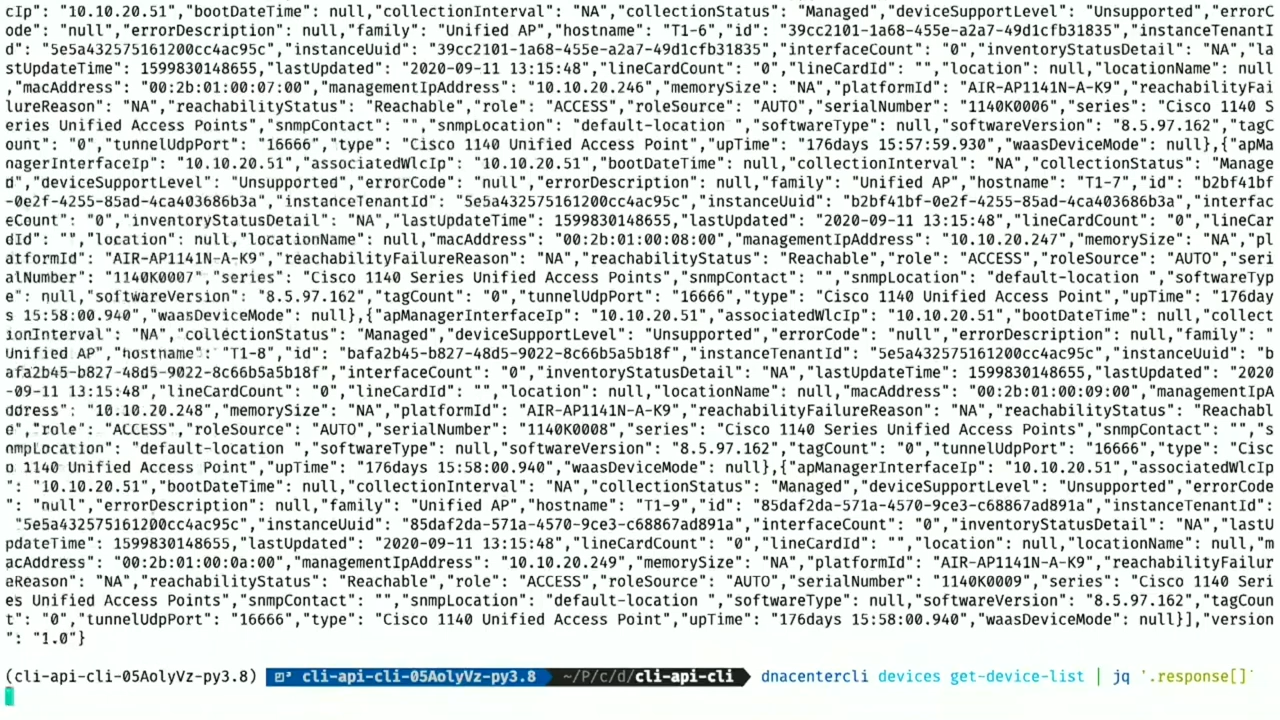 cIp": "10.10.20.51","bootDateTime": null,"collectionInterval": "NA","collectionStatus": "Managed","deviceSupportLevel": "Unsupported","errorC
ode": "null","errorDescription": null,"family": "Unified AP","hostname": "T1-6","id": "39cc2101-1a68-455e-a2a7-49d1cfb31835","instanceTenantI
d": "5e5a432575161200cc4ac95c","instanceUuid": "39cc2101-1a68-455e-a2a7-49d1cfb31835","interfaceCount": "0","inventoryStatusDetail": "NA","la
stUpdateTime": 1599830148655,"lastUpdated": "2020-09-11 13:15:48","lineCardCount": "0","lineCardId": "","location": null,"locationName": null
,"macAddress": "00:2b:01:00:07:00","managementIpAddress": "10.10.20.246","memorySize": "NA","platformId": "AIR-AP1141N-A-K9","reachabilityFai
lureReason": "NA","reachabilityStatus": "Reachable","role": "ACCESS","roleSource": "AUTO","serialNumber": "1140K0006","series": "Cisco 1140 S
eries Unified Access Points","snmpContact": "","snmpLocation": "default-location ","softwareType": null,"softwareVersion": "8.5.97.162","tagC
ount": "0","tunnelUdpPort": "16666","type": "Cisco 1140 Unified Access Point","upTime": "176days 15:57:59.930","waasDeviceMode": null},{"apMa
nagerInterfaceIp": "10.10.20.51","associatedWlcIp": "10.10.20.51","bootDateTime": null,"collectionInterval": "NA","collectionStatus": "Manage
d","deviceSupportLevel": "Unsupported","errorCode": "null","errorDescription": null,"family": "Unified AP","hostname": "T1-7","id": "b2bf41bf
-0e2f-4255-85ad-4ca403686b3a","instanceTenantId": "5e5a432575161200cc4ac95c","instanceUuid": "b2bf41bf-0e2f-4255-85ad-4ca403686b3a","interfac
eCount": "0","inventoryStatusDetail": "NA","lastUpdateTime": 1599830148655,"lastUpdated": "2020-09-11 13:15:48","lineCardCount": "0","lineCar
dId": "","location": null,"locationName": null,"macAddress": "00:2b:01:00:08:00","managementIpAddress": "10.10.20.247","memorySize": "NA","pl
atformId": "AIR-AP1141N-A-K9","reachabilityFailureReason": "NA","reachabilityStatus": "Reachable","role": "ACCESS","roleSource": "AUTO","seri
alNumber": "1140K0007","series": "Cisco 1140 Series Unified Access Points","snmpContact": "","snmpLocation": "default-location ","softwareTyp
e": null,"softwareVersion": "8.5.97.162","tagCount": "0","tunnelUdpPort": "16666","type": "Cisco 1140 Unified Access Point","upTime": "176day
s 15:58:00.940","waasDeviceMode": null},{"apManagerInterfaceIp": "10.10.20.51","associatedWlcIp": "10.10.20.51","bootDateTime": null,"collect
ionInterval": "NA","collectionStatus": "Managed","deviceSupportLevel": "Unsupported","errorCode": "null","errorDescription": null,"family": "
Unified AP","hostname": "T1-8","id": "bafa2b45-b827-48d5-9022-8c66b5a5b18f","instanceTenantId": "5e5a432575161200cc4ac95c","instanceUuid": "b
afa2b45-b827-48d5-9022-8c66b5a5b18f","interfaceCount": "0","inventoryStatusDetail": "NA","lastUpdateTime": 1599830148655,"lastUpdated": "2020
-09-11 13:15:48","lineCardCount": "0","lineCardId": "","location": null,"locationName": null,"macAddress": "00:2b:01:00:09:00","managementIpA
ddress": "10.10.20.248","memorySize": "NA","platformId": "AIR-AP1141N-A-K9","reachabilityFailureReason": "NA","reachabilityStatus": "Reachabl
e","role": "ACCESS","roleSource": "AUTO","serialNumber": "1140K0008","series": "Cisco 1140 Series Unified Access Points","snmpContact": "","s
nmpLocation": "default-location ","softwareType": null,"softwareVersion": "8.5.97.162","tagCount": "0","tunnelUdpPort": "16666","type": "Cisc
o 1140 Unified Access Point","upTime": "176days 15:58:00.940","waasDeviceMode": null},{"apManagerInterfaceIp": "10.10.20.51","associatedWlcIp
": "10.10.20.51","bootDateTime": null,"collectionInterval": "NA","collectionStatus": "Managed","deviceSupportLevel": "Unsupported","errorCode
": "null","errorDescription": null,"family": "Unified AP","hostname": "T1-9","id": "85daf2da-571a-4570-9ce3-c68867ad891a","instanceTenantId":
"5e5a432575161200cc4ac95c","instanceUuid": "85daf2da-571a-4570-9ce3-c68867ad891a","interfaceCount": "0","inventoryStatusDetail": "NA","lastU
pdateTime": 1599830148655,"lastUpdated": "2020-09-11 13:15:48","lineCardCount": "0","lineCardId": "","location": null,"locationName": null,"m
acAddress": "00:2b:01:00:0a:00","managementIpAddress": "10.10.20.249","memorySize": "NA","platformId": "AIR-AP1141N-A-K9","reachabilityFailur
eReason": "NA","reachabilityStatus": "Reachable","role": "ACCESS","roleSource": "AUTO","serialNumber": "1140K0009","series": "Cisco 1140 Seri
es Unified Access Points","snmpContact": "","snmpLocation": "default-location ","softwareType": null,"softwareVersion": "8.5.97.162","tagCoun
t": "0","tunnelUdpPort": "16666","type": "Cisco 1140 Unified Access Point","upTime": "176days 15:58:00.940","waasDeviceMode": null}],"version
": "1.0"}
(cli-api-cli-05AolyVz-py3.8) cli-api-cli-05AolyVz-py3.8 ~/P/c/d/cli-api-cli dnacentercli devices get-device-list | jq '.response[]'